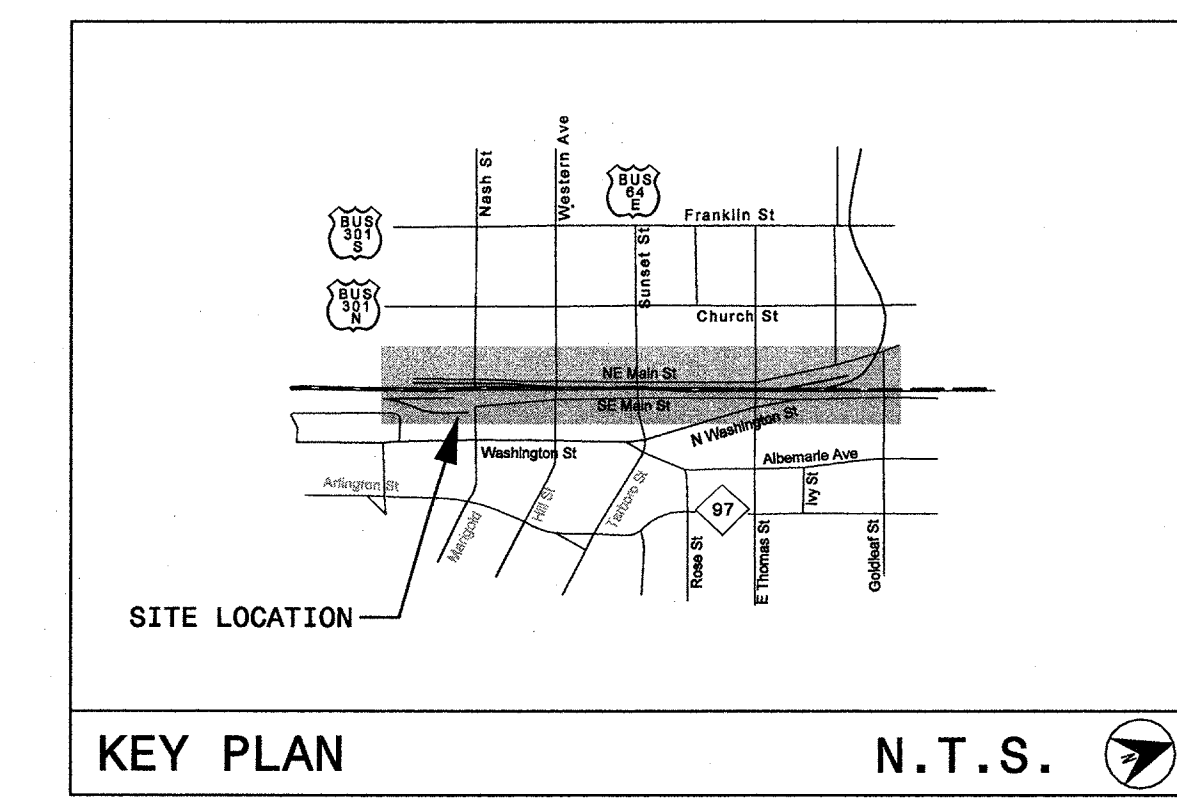 Nash St
Western Ave
BUS
64
E
BUS
301
S
Franklin St
Sunset St
BUS
301
N
Church St
NE Main St
SE Main St
N Washington St
Washington St
Albemarle Ave
Arlington St
Ivy St
Hill St
Tarboro St
97
Marigold
Rose St
E Thomas St
Goldleaf St
SITE LOCATION
KEY PLAN
N.T.S.
N